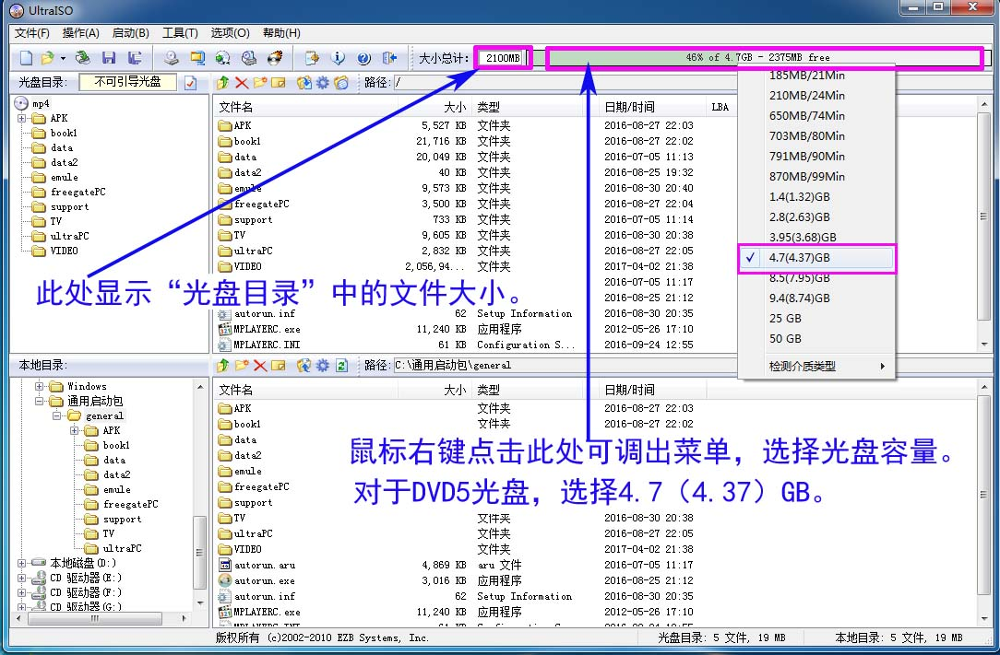 UltraISO
文件(F) 操作(A) 启动(B) 工具(T) 选项(O) 帮助(H)
大小总计: 2100MB 46% of 4.7GB - 2375MB free
光盘目录: 不可引导光盘 路径: /
185MB/21Min
210MB/24Min
650MB/74Min
703MB/80Min
791MB/90Min
870MB/99Min
1.4(1.32)GB
2.8(2.63)GB
3.95(3.68)GB
4.7(4.37)GB
8.5(7.95)GB
9.4(8.74)GB
25 GB
50 GB
检测介质类型
mp4
APK
book1
data
data2
emule
freegatePC
support
TV
ultraPC
VIDEO
文件名 大小 类型 日期/时间 LBA
APK 5,527 KB 文件夹 2016-08-27 22:03
book1 21,716 KB 文件夹 2016-08-27 22:02
data 20,049 KB 文件夹 2016-07-05 11:13
data2 40 KB 文件夹 2016-08-25 19:32
emule 9,573 KB 文件夹 2016-08-30 20:40
freegatePC 3,500 KB 文件夹 2016-08-27 22:04
support 733 KB 文件夹 2016-07-05 11:14
TV 9,605 KB 文件夹 2016-08-30 20:38
ultraPC 2,832 KB 文件夹 2016-08-27 22:05
VIDEO 2,056,94... 文件夹 2017-04-02 21:38
2016-07-05 11:17
2016-08-25 21:12
autorun.inf 62 Setup Information 2016-08-30 20:35
MPLAYERC.exe 11,240 KB 应用程序 2012-05-26 17:10
MPLAYERC.INI 61 KB Configuration S... 2016-09-24 12:55
此处显示“光盘目录”中的文件大小。
本地目录: 路径: C:\通用启动包\general
Windows
通用启动包
general
APK
book1
data
data2
emule
freegatePC
support
TV
ultraPC
本地磁盘(D:)
CD 驱动器(E:)
CD 驱动器(F:)
CD 驱动器(G:)
文件名 大小 类型 日期/时间
APK 文件夹 2016-08-27 22:03
book1 文件夹 2016-08-27 22:02
data
data2
emule
freegatePC
support
TV 文件夹 2016-08-30 20:38
ultraPC 文件夹 2016-08-27 22:05
VIDEO 文件夹 2017-04-02 21:38
autorun.aru 4,869 KB aru 文件 2016-07-05 11:17
autorun.exe 3,016 KB 应用程序 2016-08-25 21:12
autorun.inf 62 Setup Information 2016-08-30 20:35
MPLAYERC.exe 11,240 KB 应用程序 2012-05-26 17:10
鼠标右键点击此处可调出菜单，选择光盘容量。
对于DVD5光盘，选择4.7（4.37）GB。
版权所有 (c)2002-2010 EZB Systems, Inc. 光盘目录: 5 文件, 19 MB 本地目录: 5 文件, 19 MB